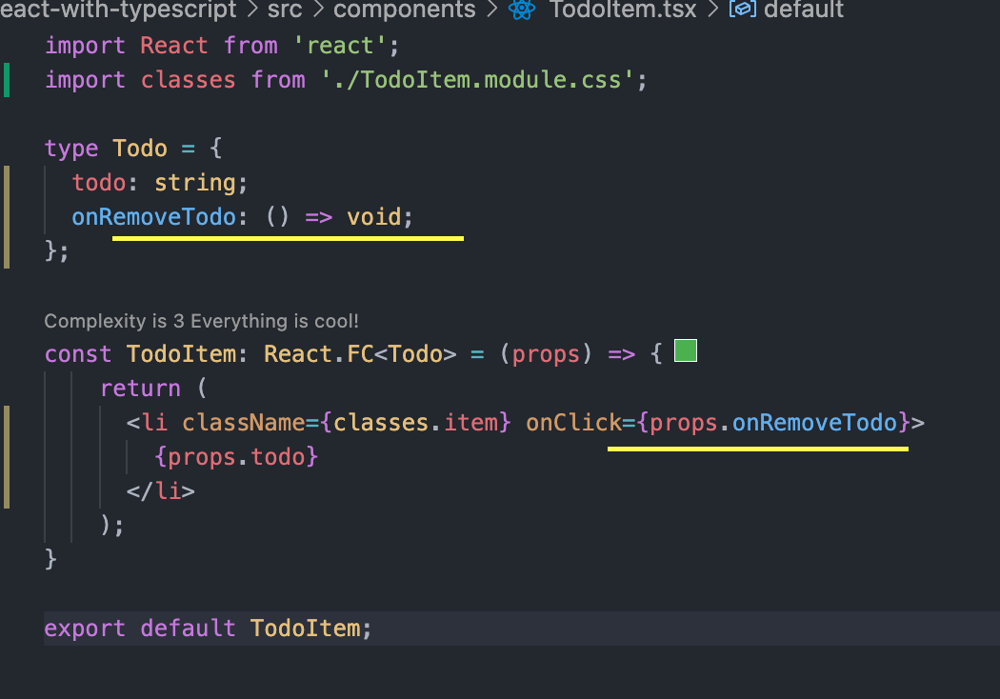 eact-with-typescript > src > components > TodoItem.tsx > default
import React from 'react';
import classes from './TodoItem.module.css';
type Todo = {
todo: string;
onRemoveTodo: () => void;
};
Complexity is 3 Everything is cool!
const TodoItem: React.FC<Todo> = (props) => {
return (
<li className={classes.item} onClick={props.onRemoveTodo}>
{props.todo}
</li>
);
}
export default TodoItem;